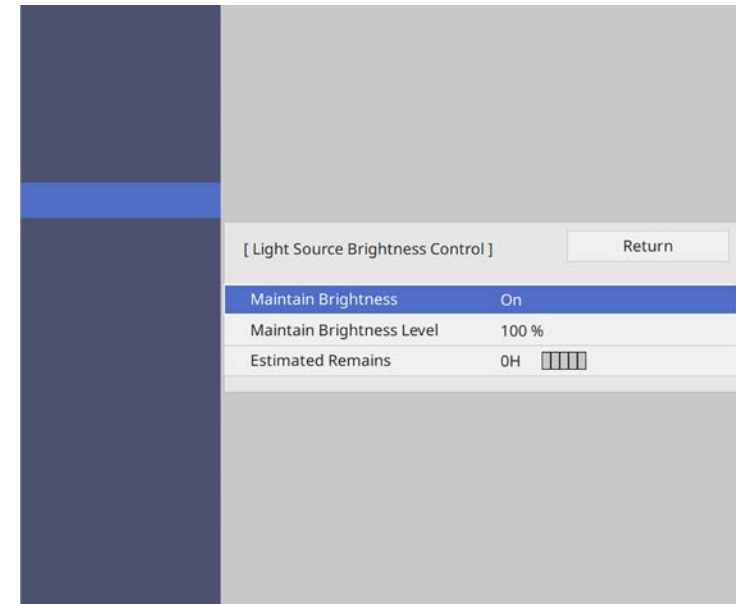 [ Light Source Brightness Control ] Return
Maintain Brightness On
Maintain Brightness Level 100 %
Estimated Remains 0H